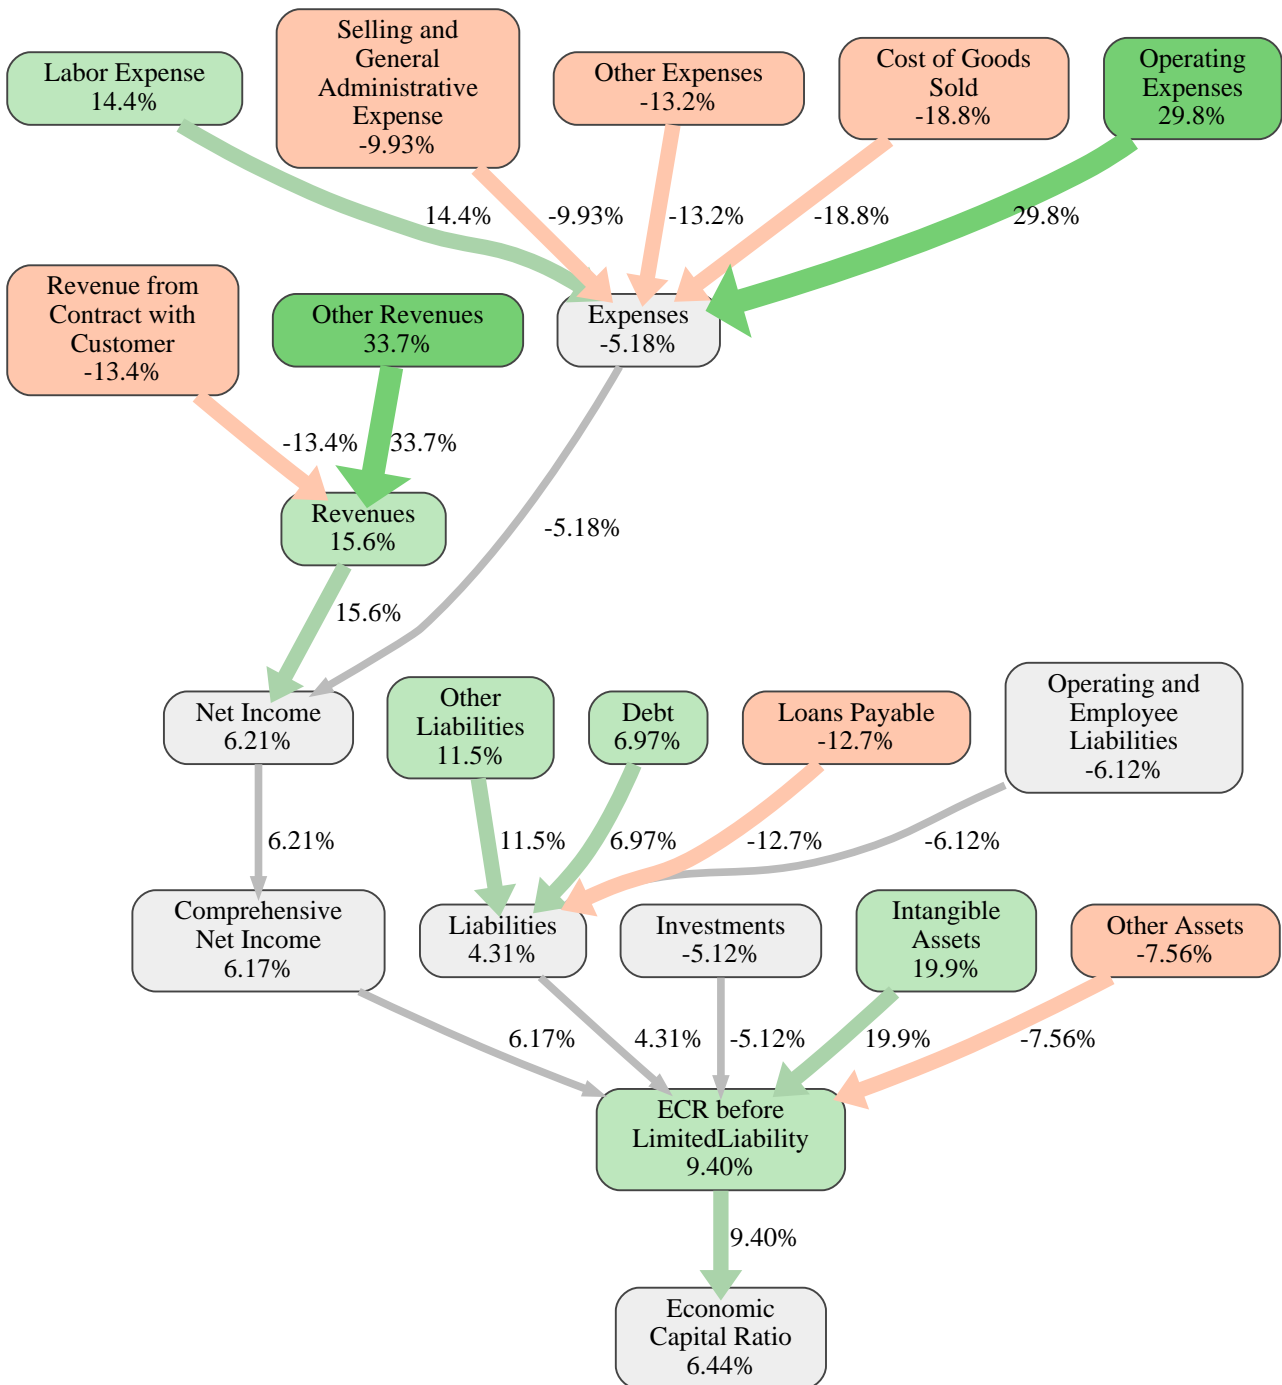 Labor Expense
14.4%
Selling and
General
Administrative
Expense
-9.93%
Other Expenses
-13.2%
Cost of Goods
Sold
-18.8%
Operating
Expenses
29.8%
14.4%
-9.93%
-13.2%
-18.8%
29.8%
Revenue from
Contract with
Customer
-13.4%
Other Revenues
33.7%
Expenses
-5.18%
-13.4%
33.7%
-5.18%
Revenues
15.6%
15.6%
Net Income
6.21%
Other
Liabilities
11.5%
Debt
6.97%
Loans Payable
-12.7%
Operating and
Employee
Liabilities
-6.12%
6.21%
11.5%
6.97%
-12.7%
-6.12%
Comprehensive
Net Income
6.17%
Liabilities
4.31%
Investments
-5.12%
Intangible
Assets
19.9%
Other Assets
-7.56%
6.17%
4.31%
-5.12%
19.9%
-7.56%
ECR before
LimitedLiability
9.40%
9.40%
Economic
Capital Ratio
6.44%